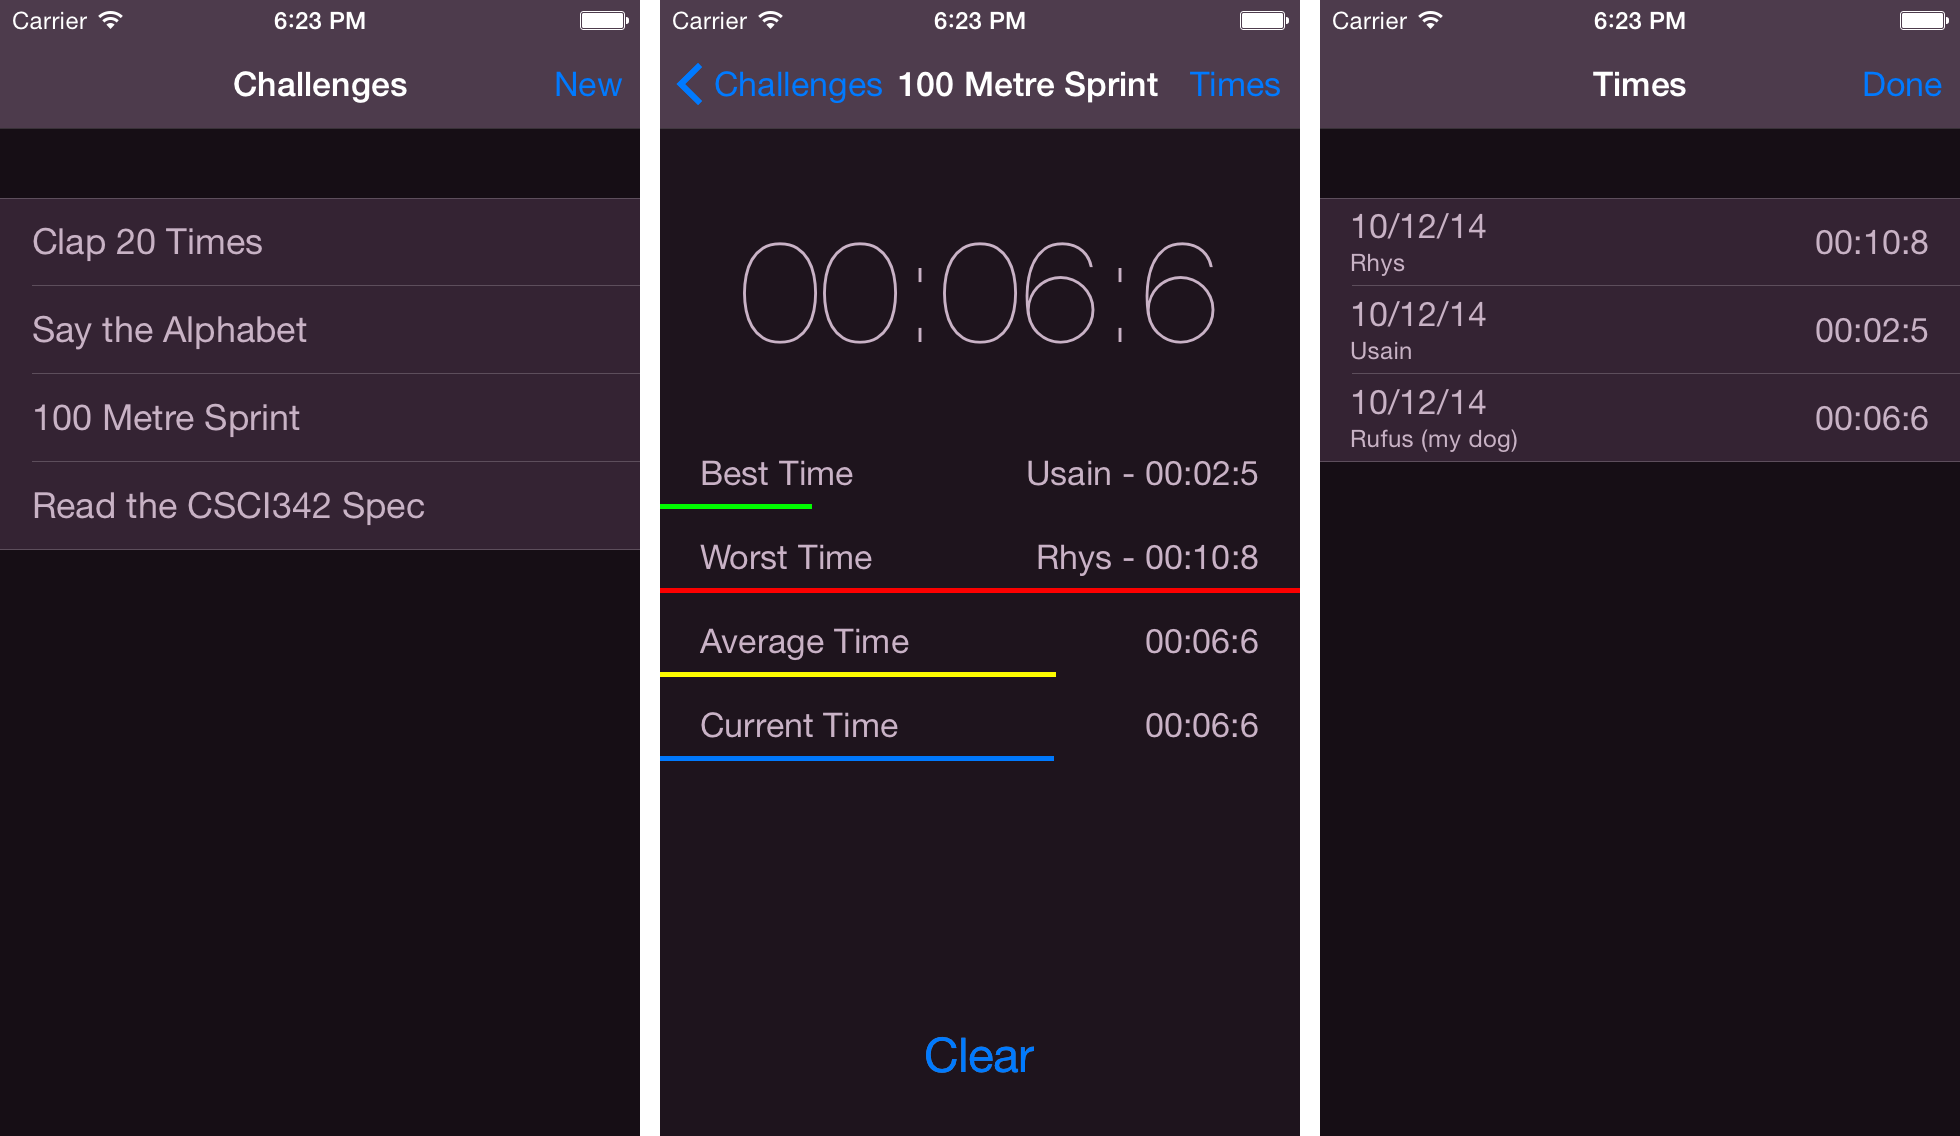 Carrier 6:23 PM
Challenges New
Clap 20 Times
Say the Alphabet
100 Metre Sprint
Read the CSCI342 Spec
Carrier 6:23 PM
Challenges 100 Metre Sprint Times
00:06:6
Best Time Usain - 00:02:5
Worst Time Rhys - 00:10:8
Average Time 00:06:6
Current Time 00:06:6
Clear
Carrier 6:23 PM
Times Done
10/12/14
Rhys 00:10:8
10/12/14
Usain 00:02:5
10/12/14
Rufus (my dog) 00:06:6